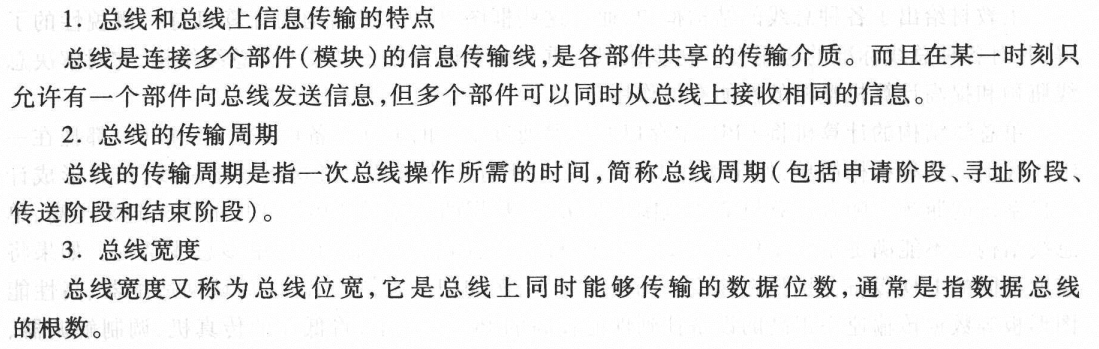 1. 总线和总线上信息传输的特点
总线是连接多个部件(模块)的信息传输线,是各部件共享的传输介质。而且在某一时刻只
允许有一个部件向总线发送信息,但多个部件可以同时从总线上接收相同的信息。
2. 总线的传输周期
总线的传输周期是指一次总线操作所需的时间,简称总线周期(包括申请阶段、寻址阶段、
传送阶段和结束阶段)。
3. 总线宽度
总线宽度又称为总线位宽,它是总线上同时能够传输的数据位数,通常是指数据总线
的根数。